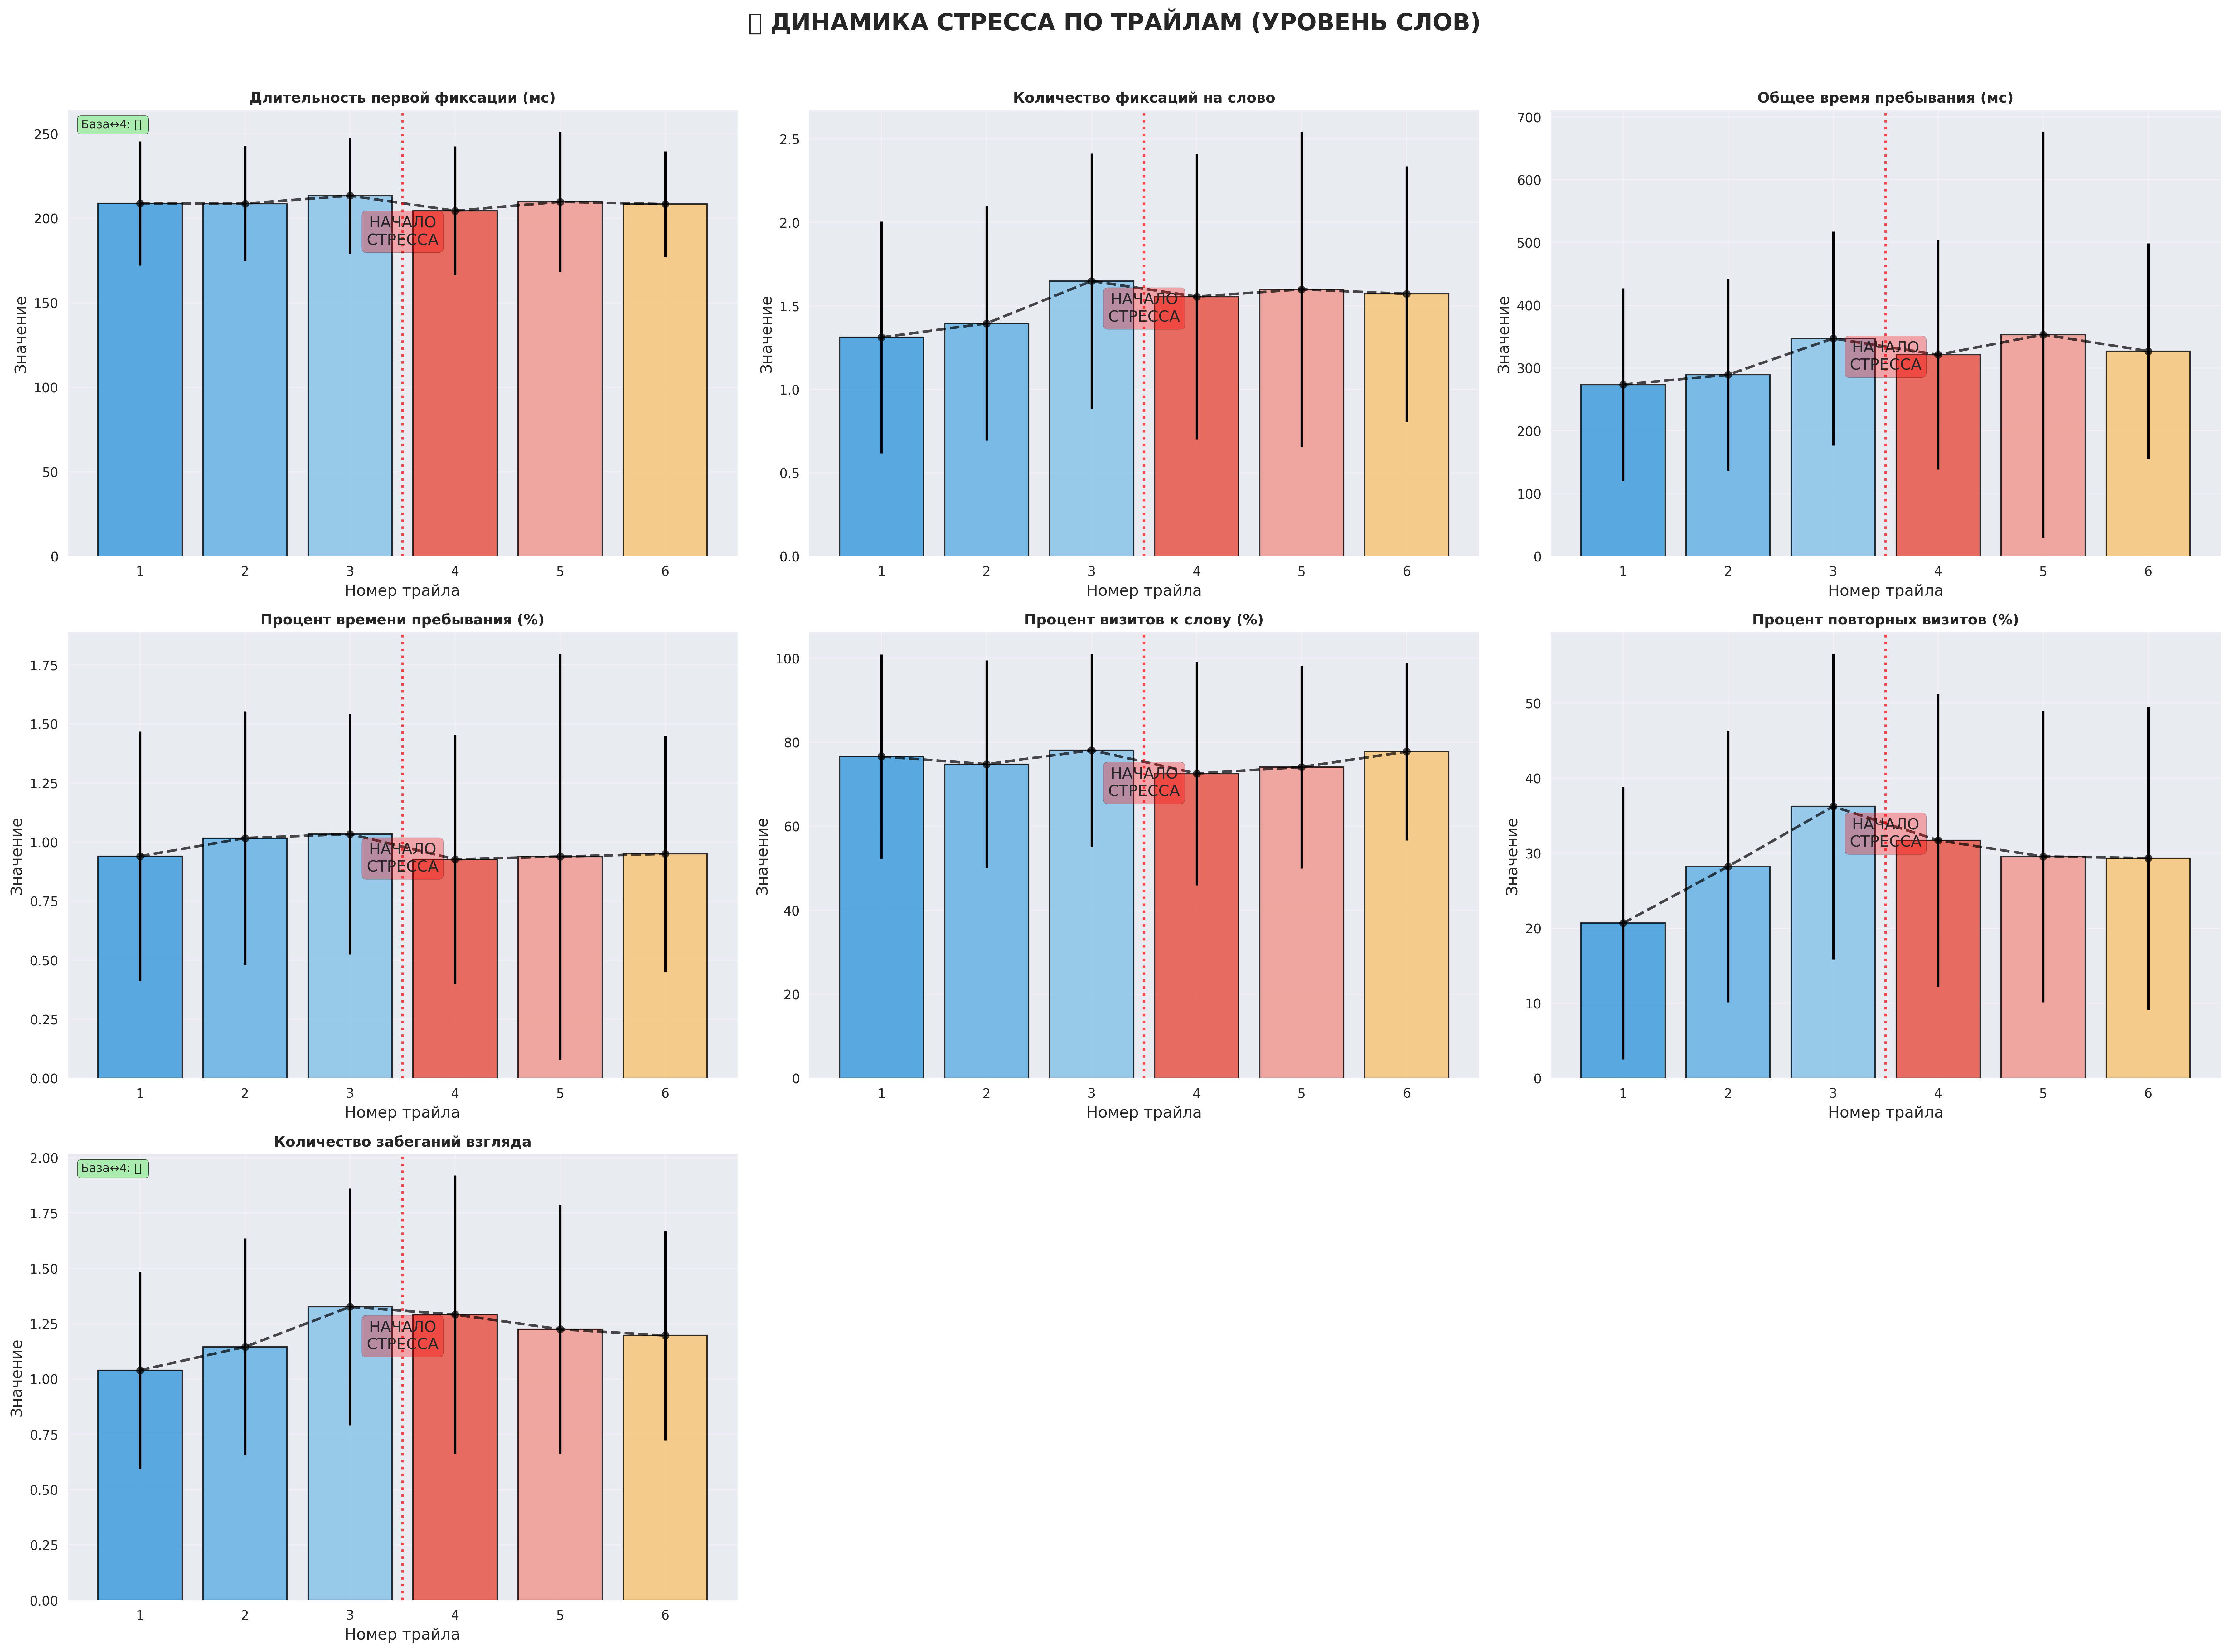 ДИНАМИКА СТРЕССА ПО ТРАЙЛАМ (УРОВЕНЬ СЛОВ)
Длительность первой фиксации (мс)
База↔4:
250
200
150
100
50
0
Значение
НАЧАЛО
СТРЕССА
1 2 3 4 5 6
Номер трайла
Количество фиксаций на слово
2.5
2.0
1.5
1.0
0.5
0.0
Значение
НАЧАЛО
СТРЕССА
1 2 3 4 5 6
Номер трайла
Общее время пребывания (мс)
700
600
500
400
300
200
100
0
Значение
НАЧАЛО
СТРЕССА
1 2 3 4 5 6
Номер трайла
Процент времени пребывания (%)
1.75
1.50
1.25
1.00
0.75
0.50
0.25
0.00
Значение
НАЧАЛО
СТРЕССА
1 2 3 4 5 6
Номер трайла
Процент визитов к слову (%)
100
80
60
40
20
0
Значение
НАЧАЛО
СТРЕССА
1 2 3 4 5 6
Номер трайла
Процент повторных визитов (%)
50
40
30
20
10
0
Значение
НАЧАЛО
СТРЕССА
1 2 3 4 5 6
Номер трайла
Количество забеганий взгляда
База↔4:
2.00
1.75
1.50
1.25
1.00
0.75
0.50
0.25
0.00
Значение
НАЧАЛО
СТРЕССА
1 2 3 4 5 6
Номер трайла